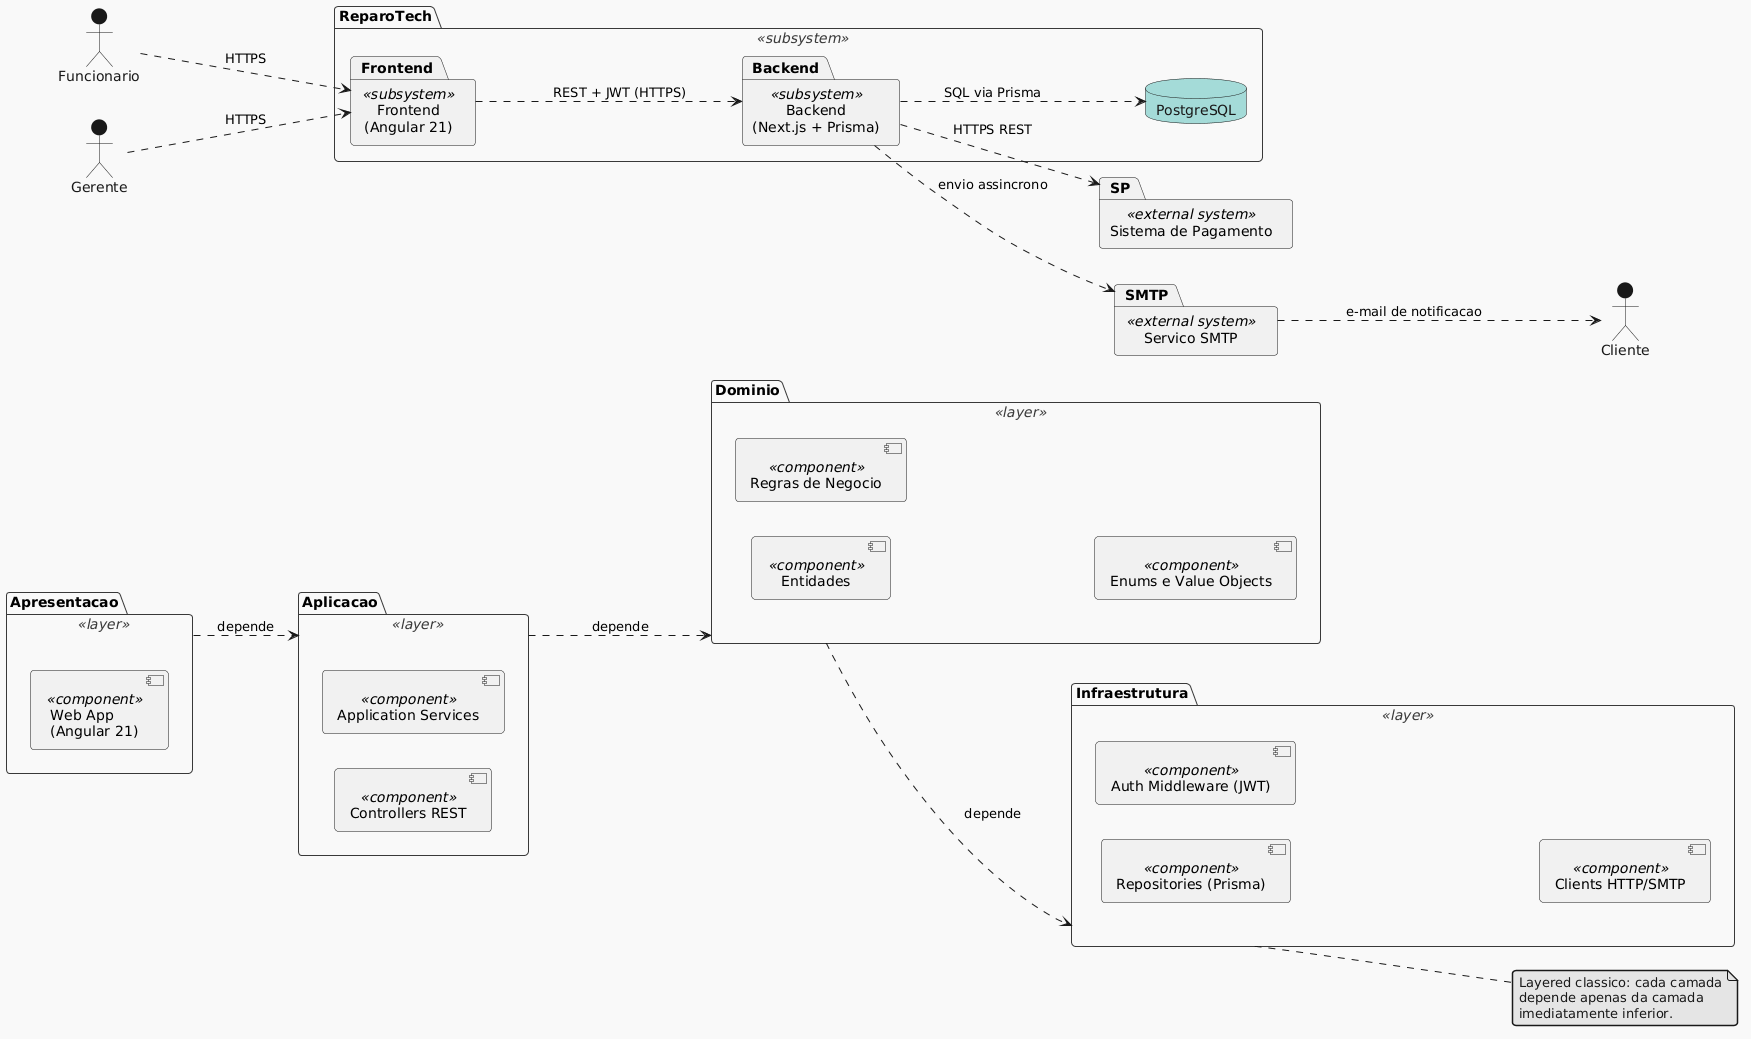 ReparoTech
«subsystem»
Funcionario
HTTPS
Gerente
HTTPS
Frontend
«subsystem»
Frontend
(Angular 21)
REST + JWT (HTTPS)
Backend
«subsystem»
Backend
(Next.js + Prisma)
SQL via Prisma
PostgreSQL
HTTPS REST
SP
«external system»
Sistema de Pagamento
envio assincrono
SMTP
«external system»
Servico SMTP
e-mail de notificacao
Cliente
Dominio
«layer»
«component»
Regras de Negocio
«component»
Entidades
«component»
Enums e Value Objects
Apresentacao
«layer»
«component»
Web App
(Angular 21)
depende
Aplicacao
«layer»
«component»
Application Services
«component»
Controllers REST
depende
depende
Infraestrutura
«layer»
«component»
Auth Middleware (JWT)
«component»
Repositories (Prisma)
«component»
Clients HTTP/SMTP
Layered classico: cada camada
depende apenas da camada
imediatamente inferior.